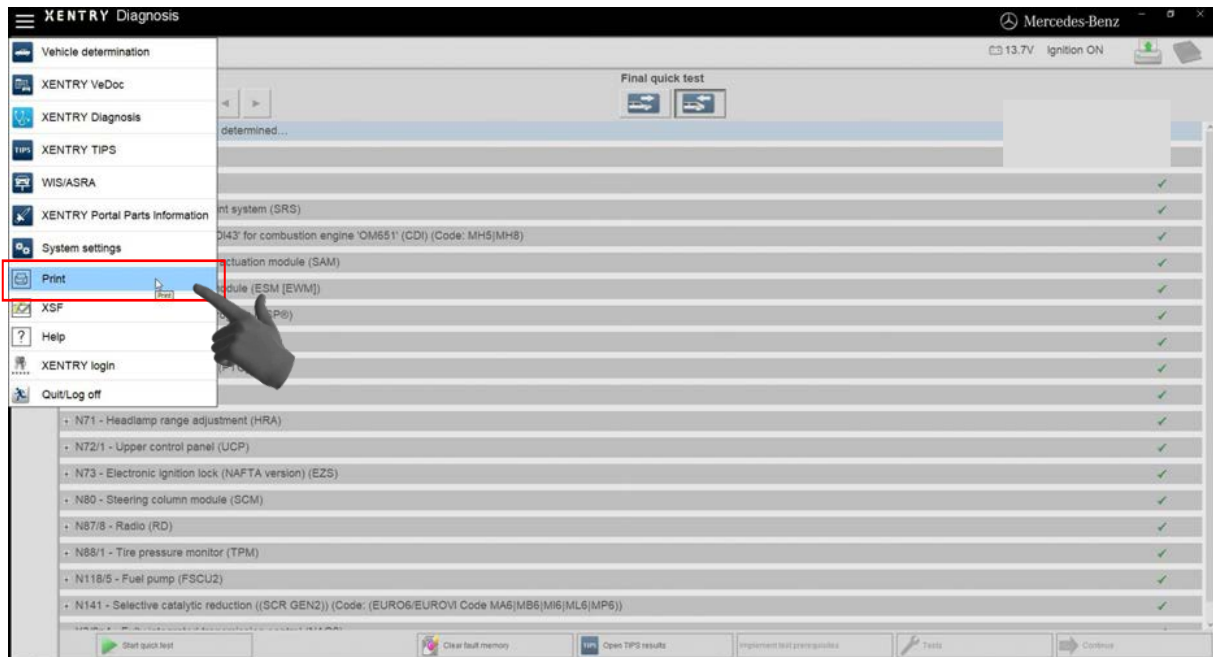 XENTRY Diagnosis
Mercedes-Benz
Vehicle determination
13.7V Ignition ON
XENTRY VeDoc
Final quick test
XENTRY Diagnosis
determined...
XENTRY TIPS
WIS/ASRA
XENTRY Portal Parts Information
nt system (SRS)
DI43' for combustion engine 'OM651' (CDI) (Code: MH5|MH8)
System settings
actuation module (SAM)
Print
Print
module (ESM [EWM])
XSF
SP®)
Help
XENTRY login
Quit/Log off
+ N71 - Headlamp range adjustment (HRA)
+ N72/1 - Upper control panel (UCP)
+ N73 - Electronic ignition lock (NAFTA version) (EZS)
+ N80 - Steering column module (SCM)
+ N87/8 - Radio (RD)
+ N88/1 - Tire pressure monitor (TPM)
+ N118/5 - Fuel pump (FSCU2)
+ N141 - Selective catalytic reduction ((SCR GEN2)) (Code: (EURO6/EUROVI Code MA6|MB6|MI6|ML6|MP6))
Start quick test
Clear fault memory
TIPS Open TIPS results
Implement test prerequisites
Tests
Continue